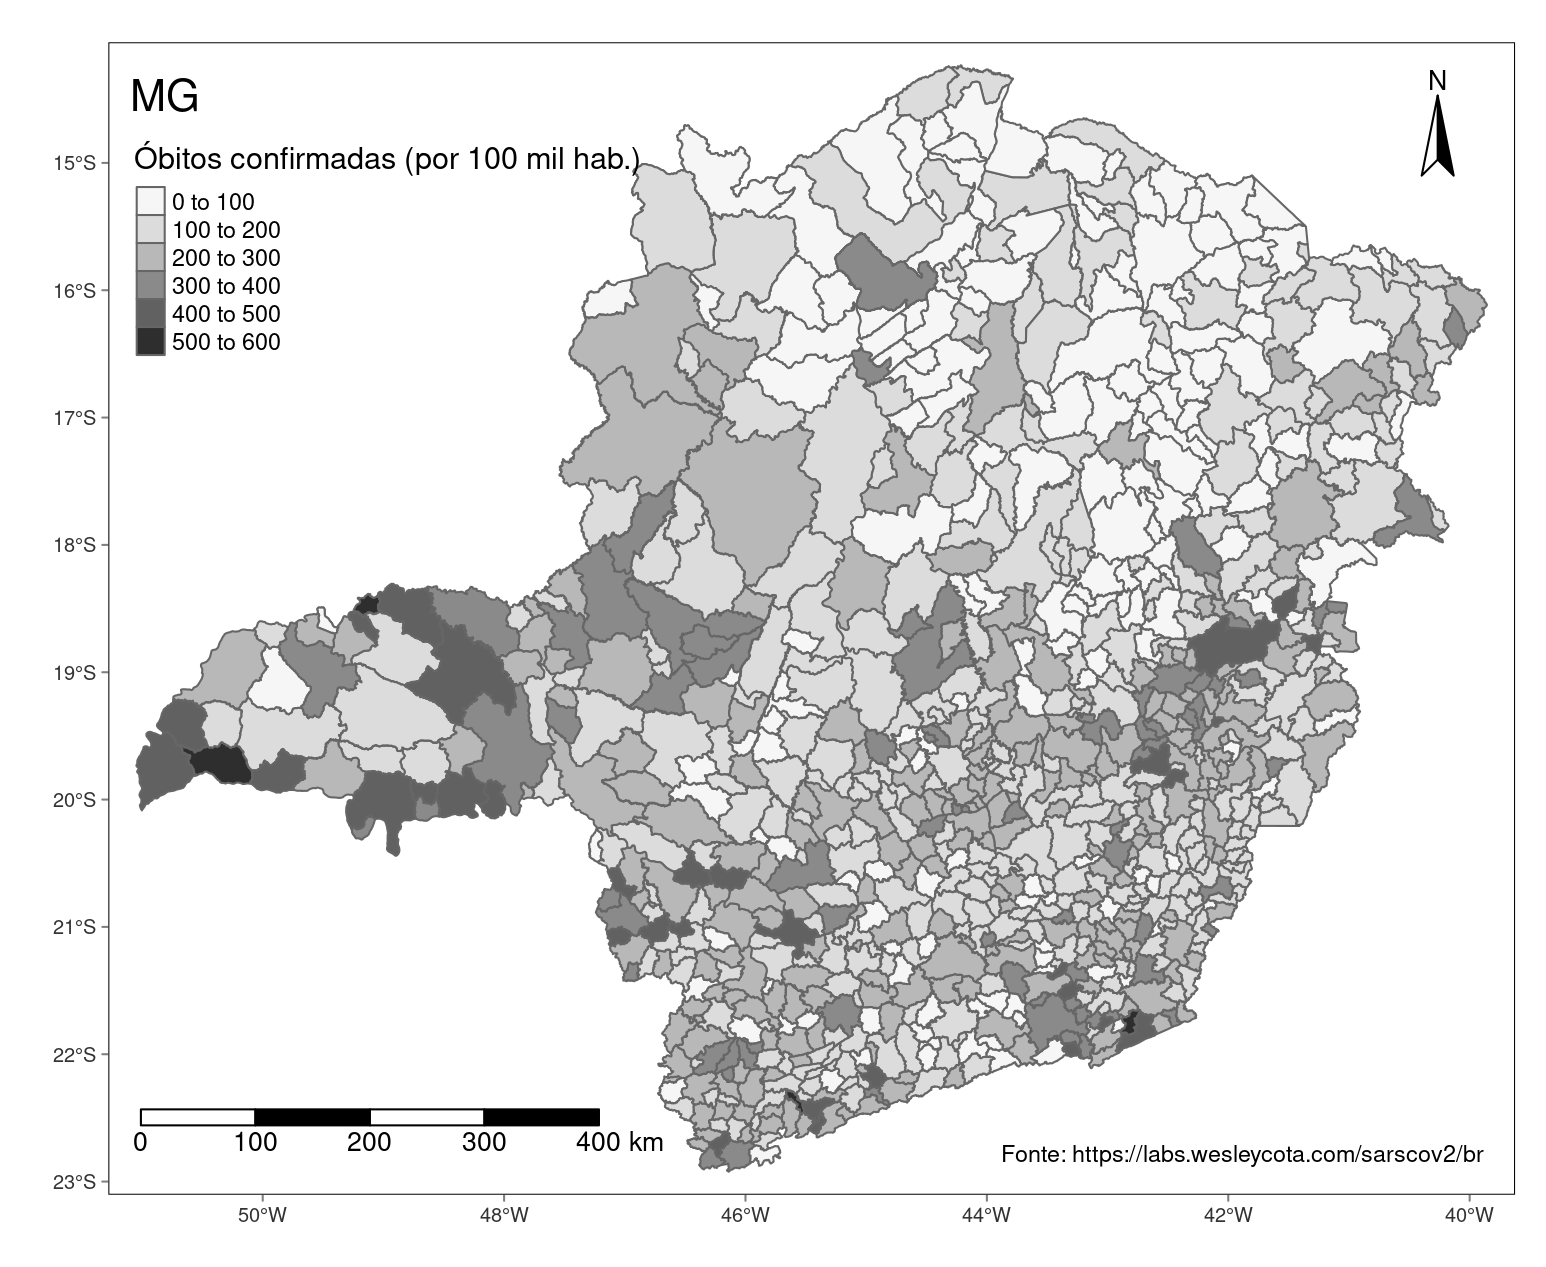 MG
N
Óbitos confirmadas (por 100 mil hab.)
0 to 100
100 to 200
200 to 300
300 to 400
400 to 500
500 to 600
15°S
16°S
17°S
18°S
19°S
20°S
21°S
22°S
23°S
0 100 200 300 400 km
Fonte: https://labs.wesleycota.com/sarscov2/br
50°W 48°W 46°W 44°W 42°W 40°W